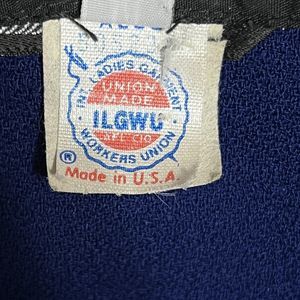 INT'L LADIES GARMENT
UNION
MADE
ILGWU
AFL-CIO
WORKERS UNION
®
Made in U.S.A.